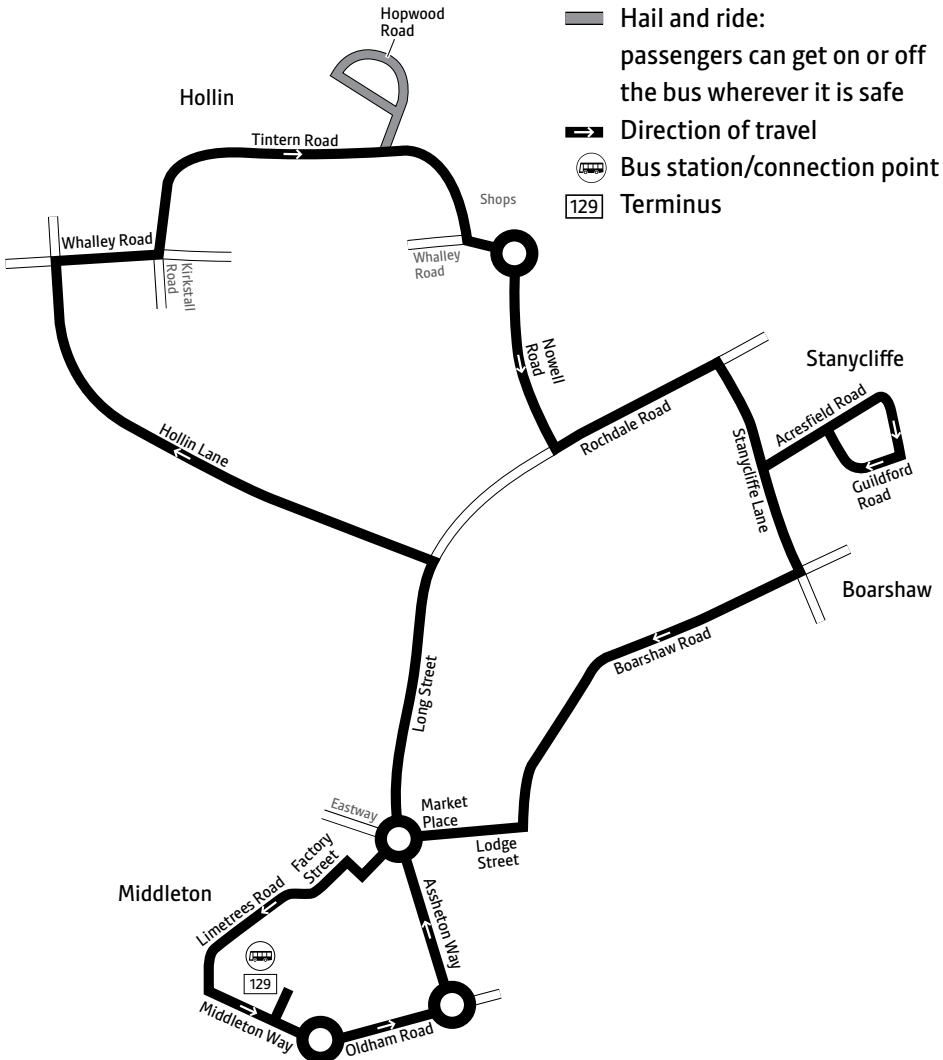 Hopwood
Road
Hail and ride:
passengers can get on or off
the bus wherever it is safe
Direction of travel
Bus station/connection point
129 Terminus
Hollin
Tintern Road
Shops
Whalley Road
Whalley
Road
Kirkstall
Road
Nowell
Road
Stanycliffe
Acresfield Road
Rochdale Road
Hollin Lane
Stanycliffe Lane
Guildford
Road
Boarshaw
Boarshaw Road
Long Street
Eastway
Market
Place
Lodge
Street
Factory
Street
Middleton
Limetrees Road
Assheton Way
129
Middleton Way
Oldham Road